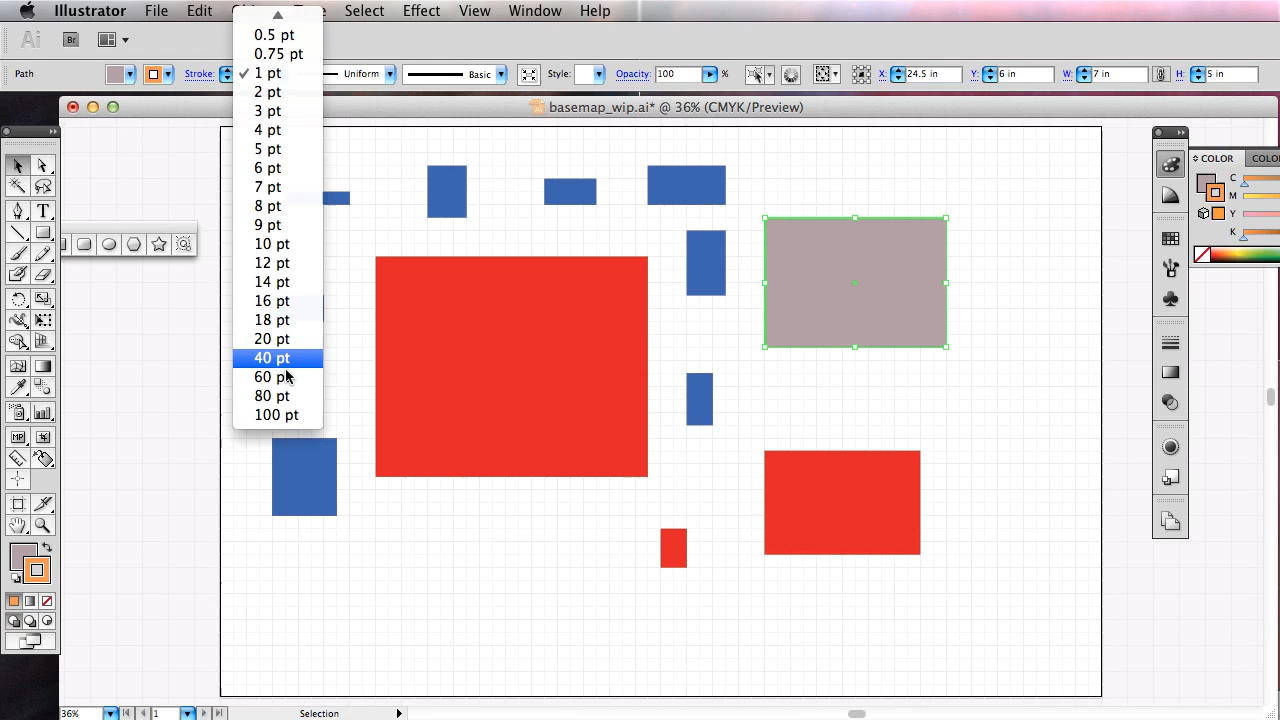 Illustrator File Edit Select Effect View Window Help
Ai Br
Path Stroke: Uniform Basic Style: Opacity: 100 % X: 24.5 in Y: 6 in W: 7 in H: 5 in
0.5 pt
0.75 pt
✓ 1 pt
2 pt
3 pt
4 pt
5 pt
6 pt
7 pt
8 pt
9 pt
10 pt
12 pt
14 pt
16 pt
18 pt
20 pt
40 pt
60 pt
80 pt
100 pt
basemap_wip.ai* @ 36% (CMYK/Preview)
COLOR COLO
C
M
Y
K
T
MP
36% 1 Selection